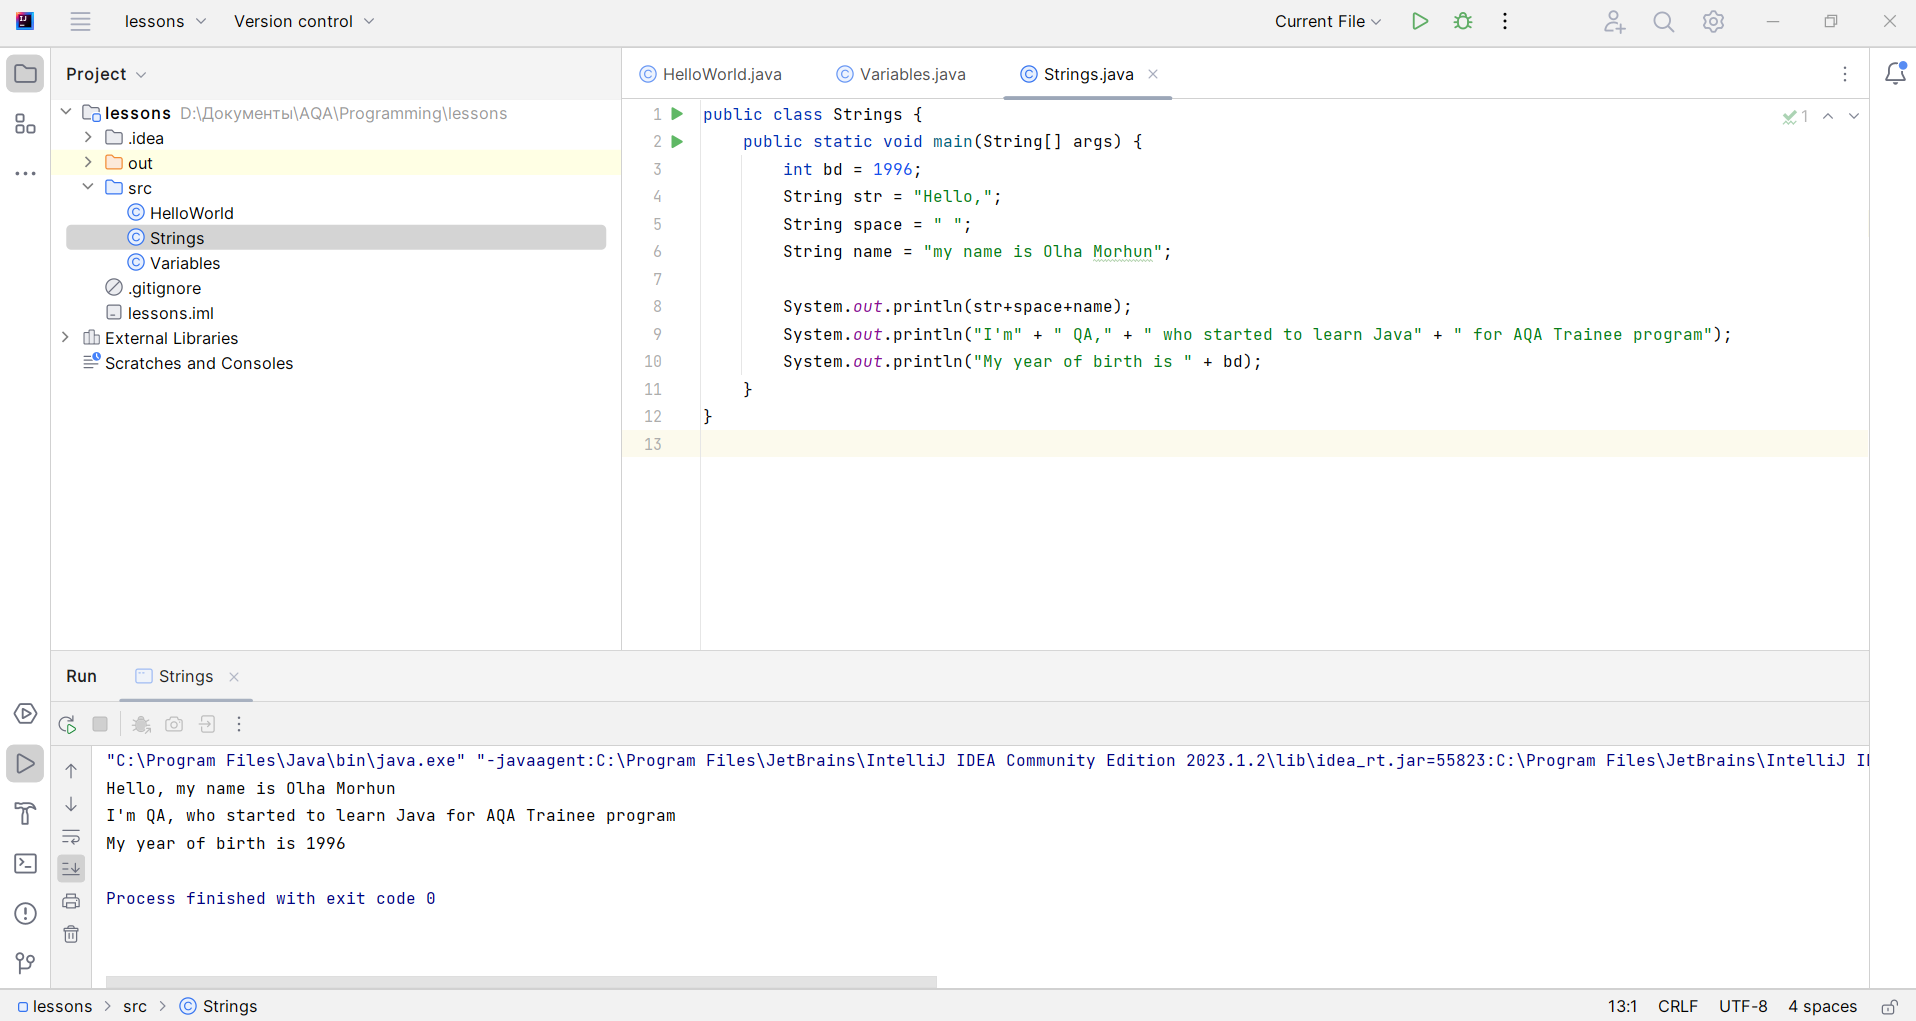 lessons Version control Current File
Project
HelloWorld.java Variables.java Strings.java
lessons D:\Документы\AQA\Programming\lessons
.idea
out
src
HelloWorld
Strings
Variables
.gitignore
lessons.iml
External Libraries
Scratches and Consoles
1 public class Strings {
2     public static void main(String[] args) {
3         int bd = 1996;
4         String str = "Hello,";
5         String space = " ";
6         String name = "my name is Olha Morhun";
7
8         System.out.println(str+space+name);
9         System.out.println("I'm" + " QA," + " who started to learn Java" + " for AQA Trainee program");
10         System.out.println("My year of birth is " + bd);
11     }
12 }
13
1
Run Strings
"C:\Program Files\Java\bin\java.exe" "-javaagent:C:\Program Files\JetBrains\IntelliJ IDEA Community Edition 2023.1.2\lib\idea_rt.jar=55823:C:\Program Files\JetBrains\IntelliJ
Hello, my name is Olha Morhun
I'm QA, who started to learn Java for AQA Trainee program
My year of birth is 1996
Process finished with exit code 0
lessons > src > Strings 13:1 CRLF UTF-8 4 spaces